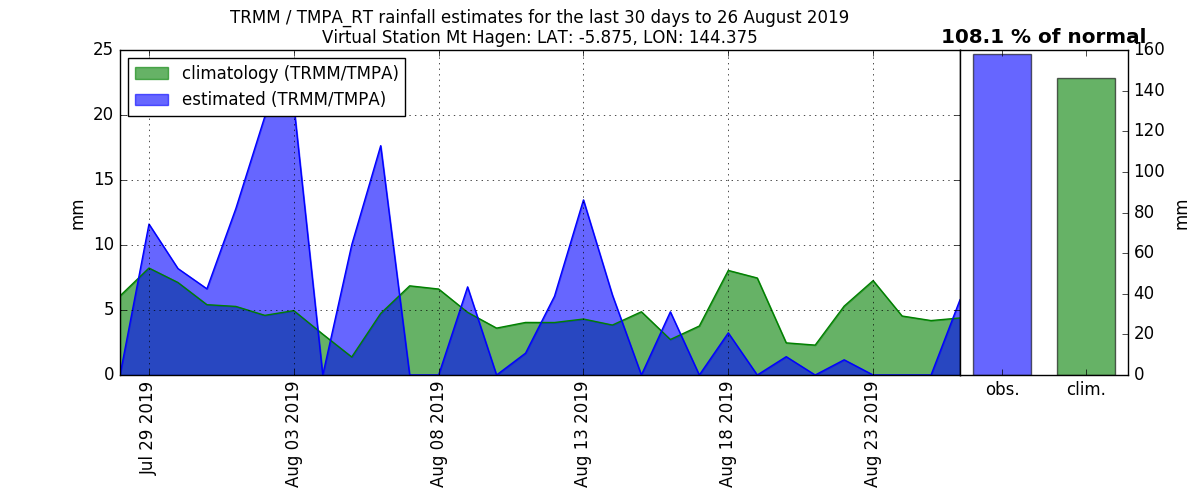 TRMM / TMPA_RT rainfall estimates for the last 30 days to 26 August 2019
Virtual Station Mt Hagen: LAT: -5.875, LON: 144.375
108.1 % of normal
climatology (TRMM/TMPA)
estimated (TRMM/TMPA)
25
20
15
10
5
0
mm
Jul 29 2019
Aug 03 2019
Aug 08 2019
Aug 13 2019
Aug 18 2019
Aug 23 2019
160
140
120
100
80
60
40
20
0
mm
obs.
clim.